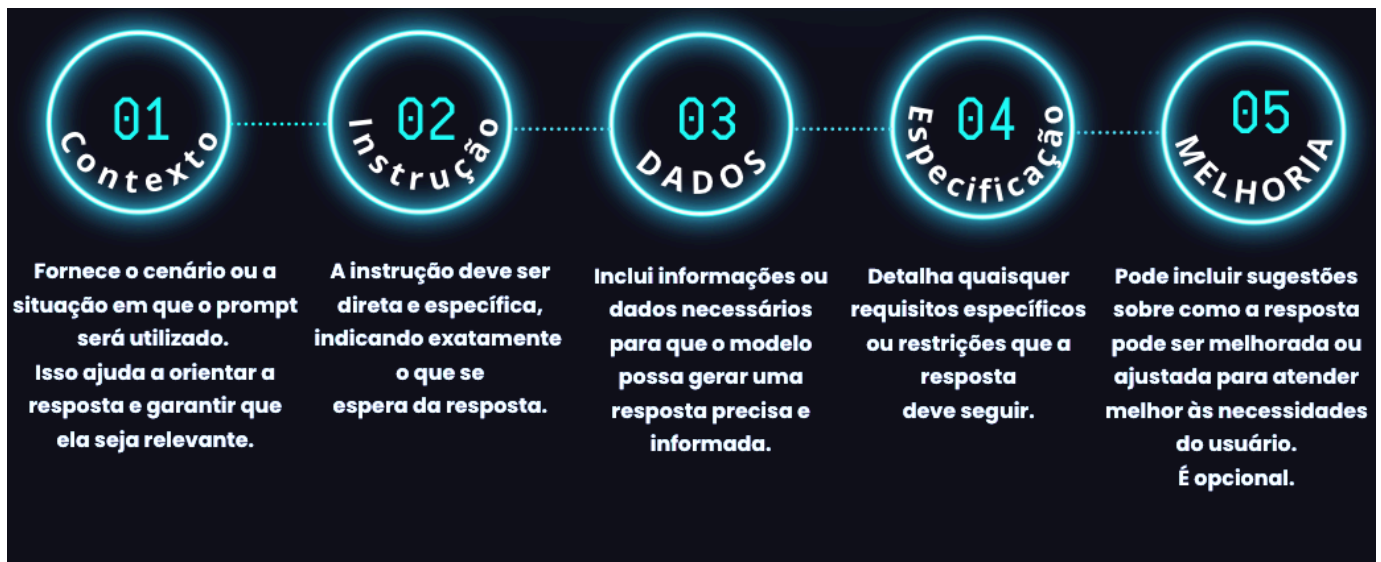 01
Contexto
Fornece o cenário ou a
situação em que o prompt
será utilizado.
Isso ajuda a orientar a
resposta e garantir que
ela seja relevante.
02
Instrução
A instrução deve ser
direta e específica,
indicando exatamente
o que se
espera da resposta.
03
DADOS
Inclui informações ou
dados necessários
para que o modelo
possa gerar uma
resposta precisa e
informada.
04
Especificação
Detalha quaisquer
requisitos específicos
ou restrições que a
resposta
deve seguir.
05
MELHORIA
Pode incluir sugestões
sobre como a resposta
pode ser melhorada ou
ajustada para atender
melhor às necessidades
do usuário.
É opcional.